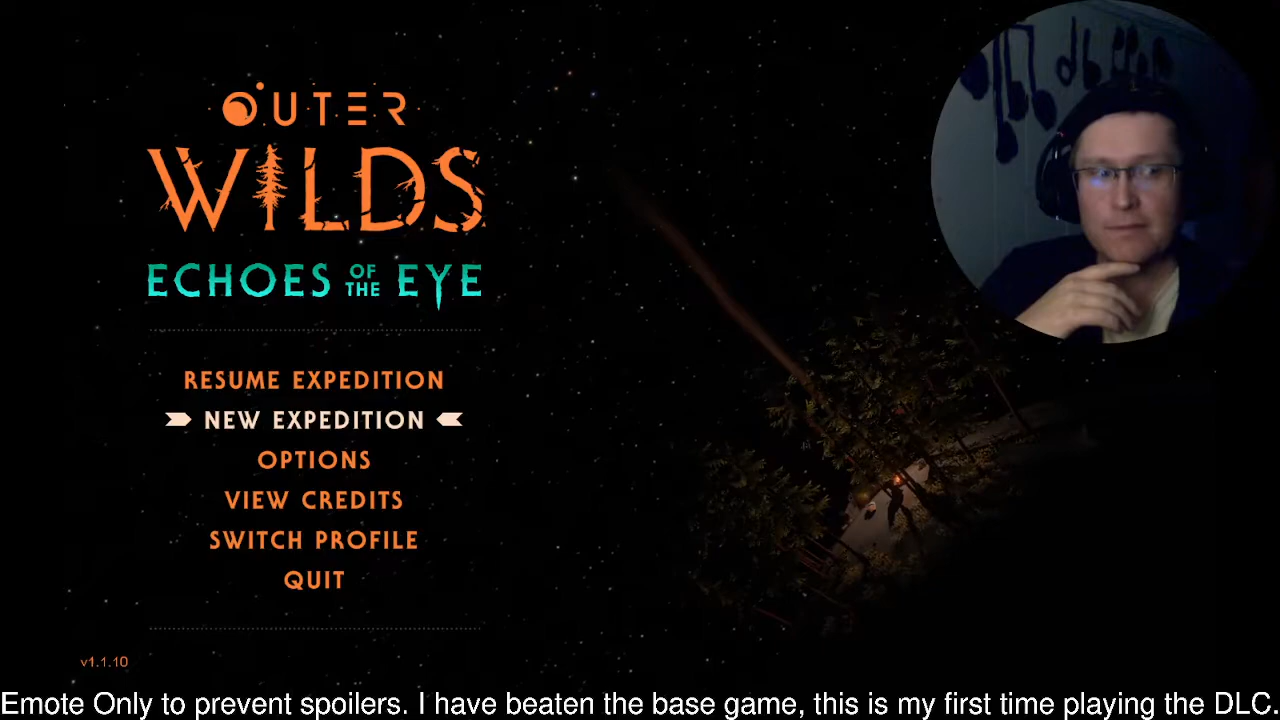 OUTER
WILDS
ECHOES OF THE EYE
RESUME EXPEDITION
NEW EXPEDITION
OPTIONS
VIEW CREDITS
SWITCH PROFILE
QUIT
v1.1.10
Emote Only to prevent spoilers. I have beaten the base game, this is my first time playing the DLC.